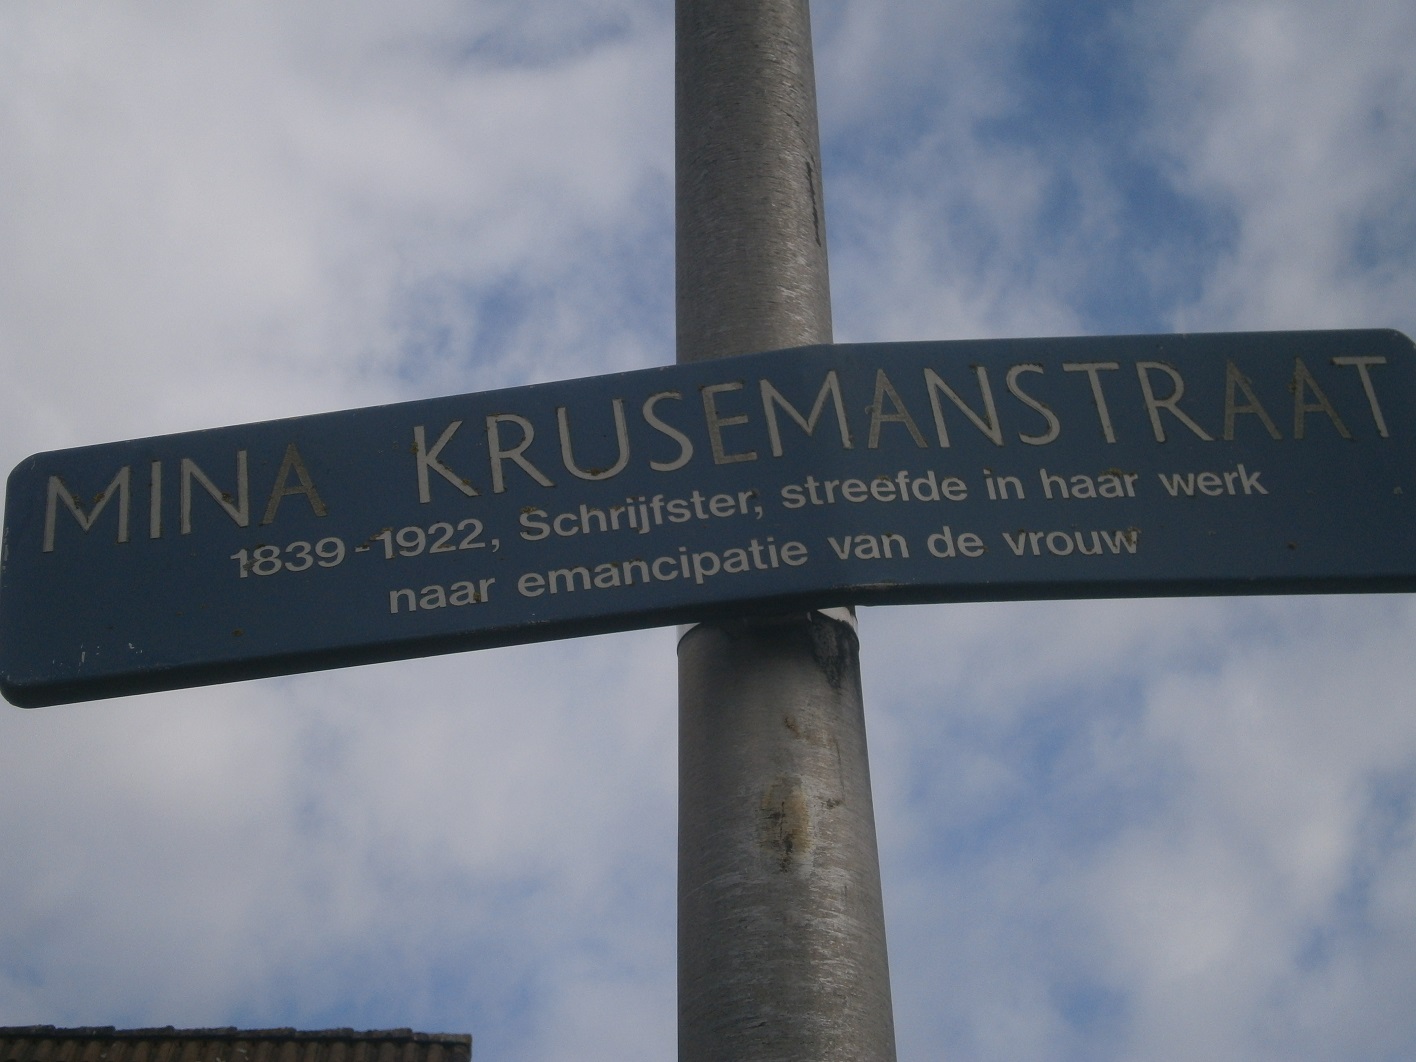 MINA KRUSEMANSTRAAT
1839-1922, Schrijfster, streefde in haar werk
naar emancipatie van de vrouw